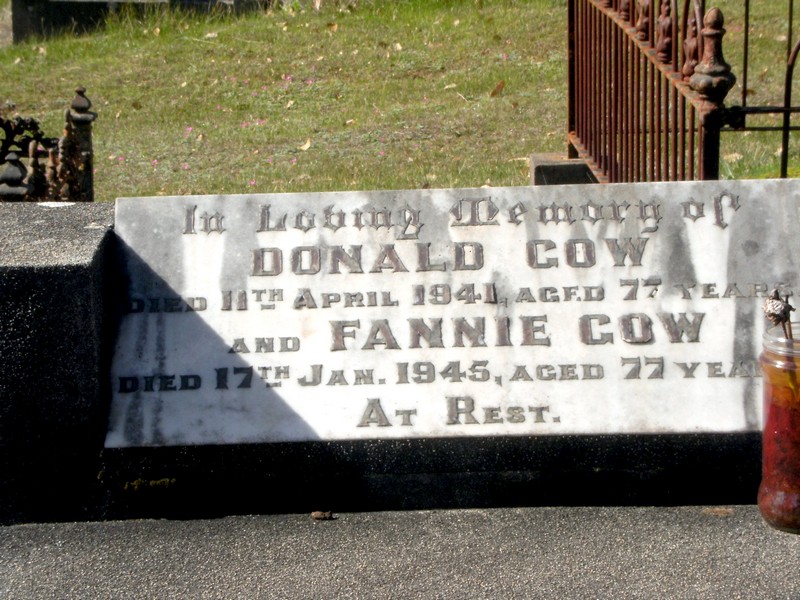 In Loving Memory of
DONALD COW
DIED 11TH APRIL 1941, AGED 77 YEARS
AND FANNIE COW
DIED 17TH JAN. 1945, AGED 77 YEARS
AT REST.